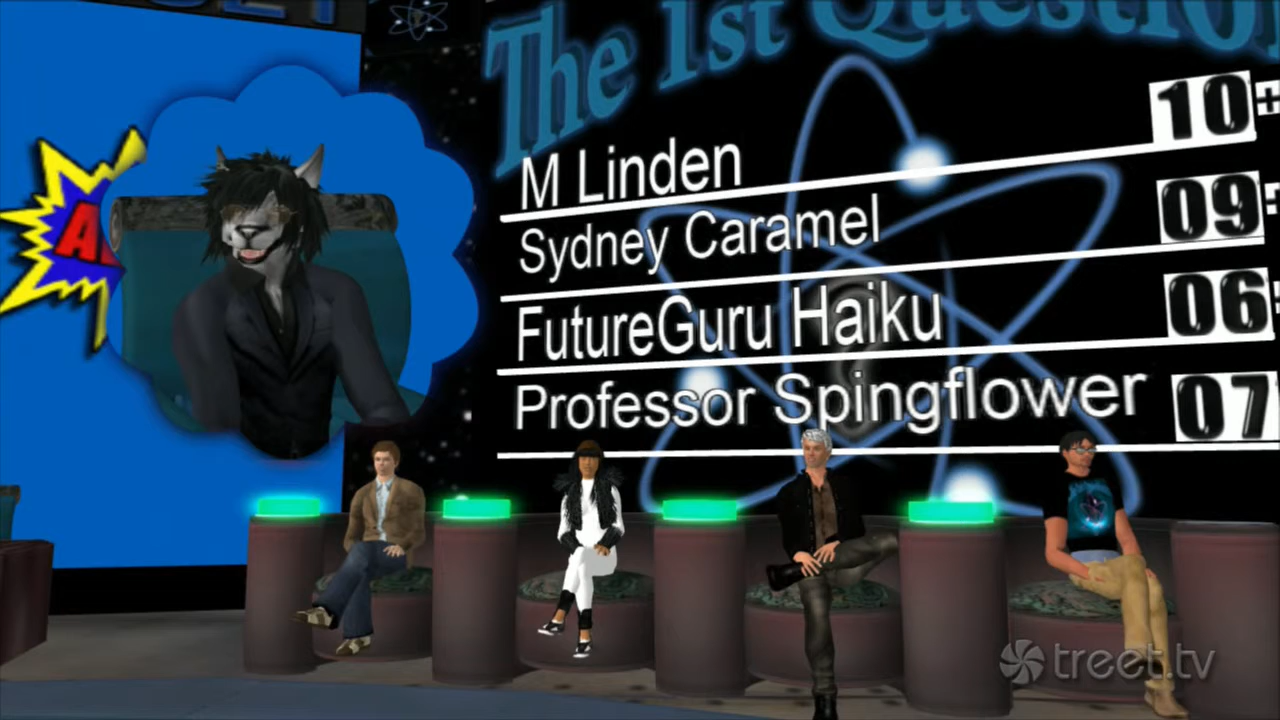 The 1st Question
M Linden 10:
Sydney Caramel 09:
FutureGuru Haiku 06:
Professor Spingflower 07
treet.tv